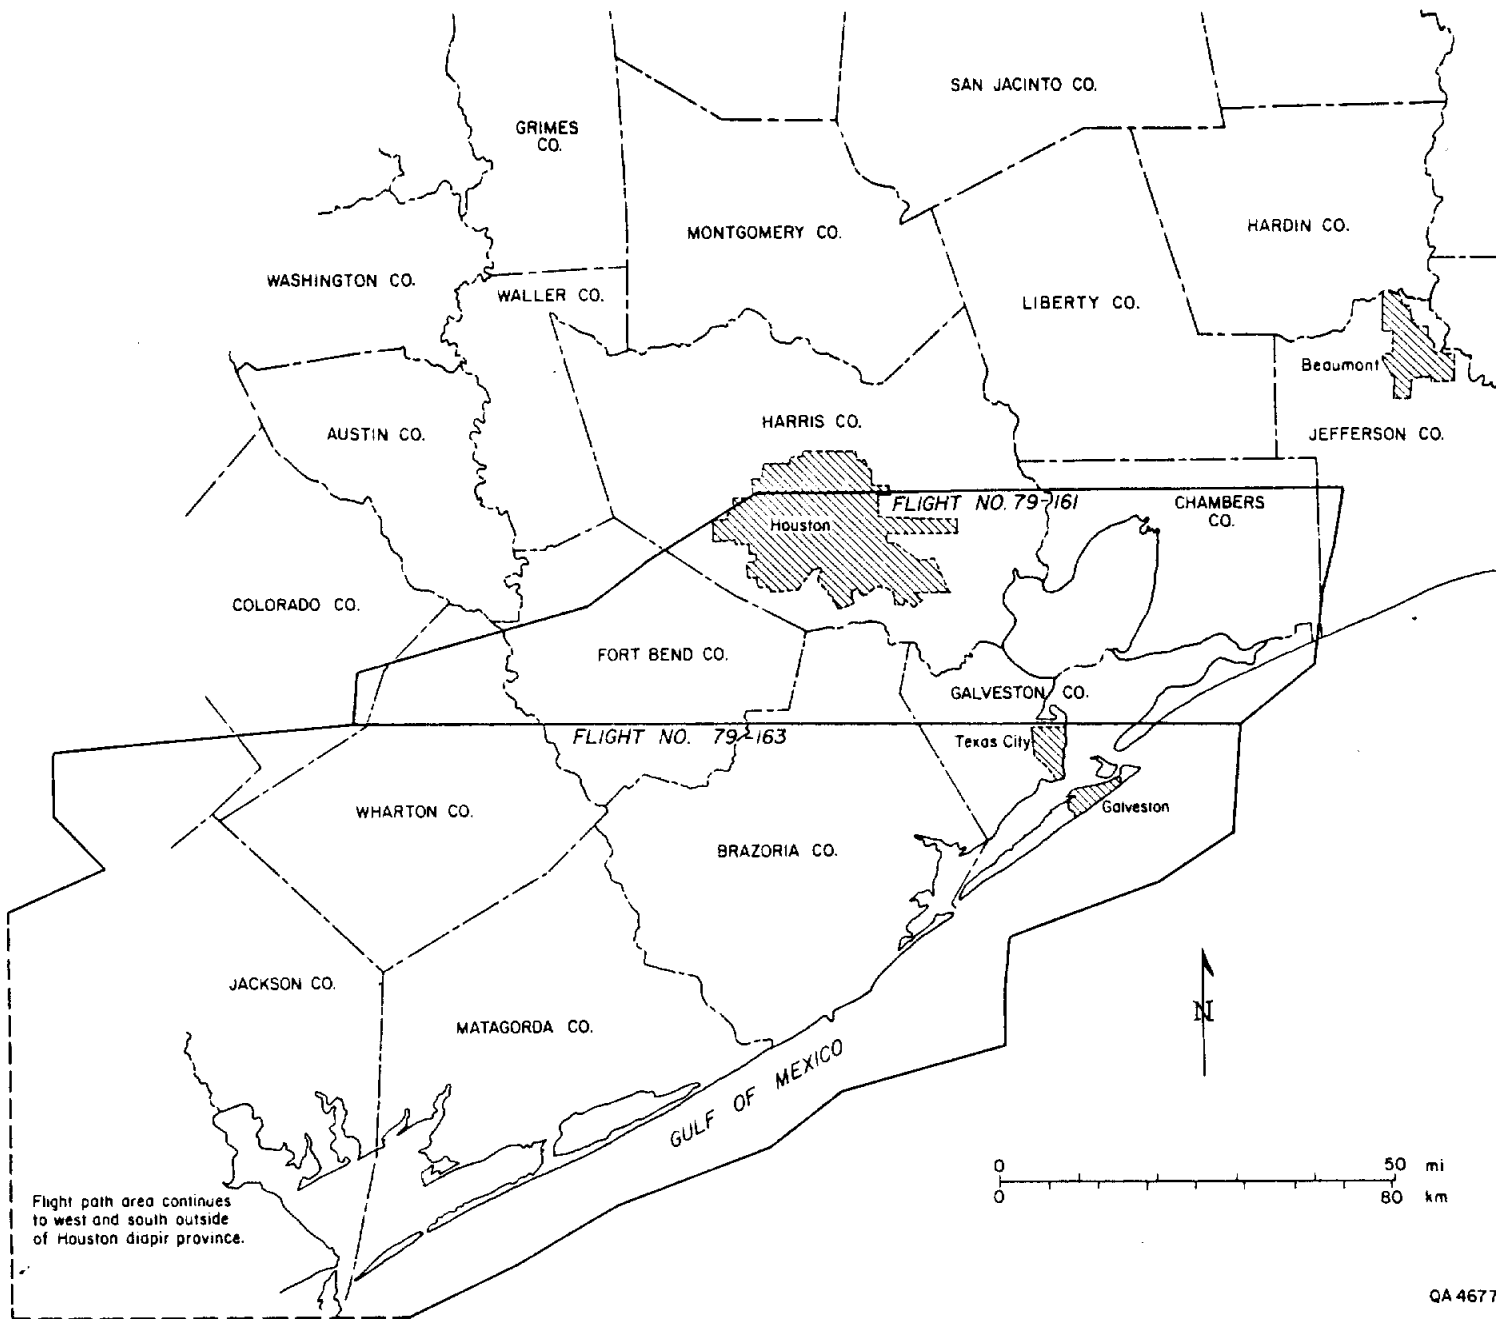 SAN JACINTO CO.
GRIMES
CO.
MONTGOMERY CO.
HARDIN CO.
WASHINGTON CO.
WALLER CO.
LIBERTY CO.
Beaumont
HARRIS CO.
AUSTIN CO.
JEFFERSON CO.
FLIGHT NO. 79-161
CHAMBERS
CO.
Houston
COLORADO CO.
FORT BEND CO.
GALVESTON CO.
FLIGHT NO. 79-163
Texas City
WHARTON CO.
Galveston
BRAZORIA CO.
JACKSON CO.
N
MATAGORDA CO.
GULF OF MEXICO
0 50 mi
0 80 km
Flight path area continues
to west and south outside
of Houston diapir province.
QA 4677